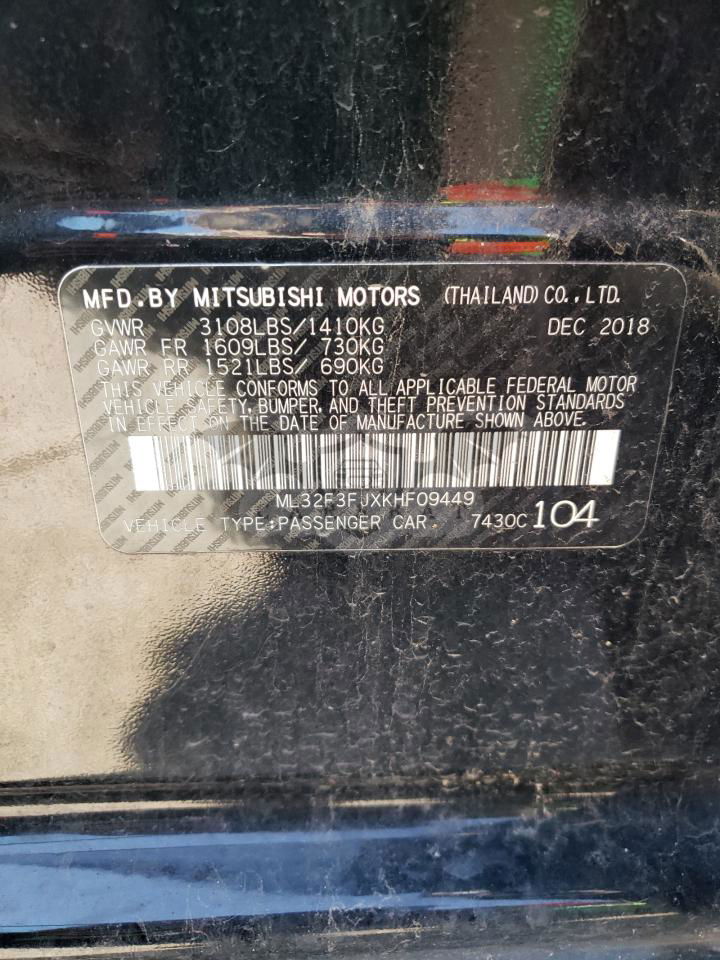 MFD.BY MITSUBISHI MOTORS (THAILAND)CO.,LTD.
GVWR 3108LBS/1410KG DEC 2018
GAWR FR 1609LBS/ 730KG
GAWR RR 1521LBS/ 690KG
THIS VEHICLE CONFORMS TO ALL APPLICABLE FEDERAL MOTOR
VEHICLE SAFETY, BUMPER, AND THEFT PREVENTION STANDARDS
IN EFFECT ON THE DATE OF MANUFACTURE SHOWN ABOVE.
ML32F3FJXKHF09449
VEHICLE TYPE:PASSENGER CAR 7430C 104